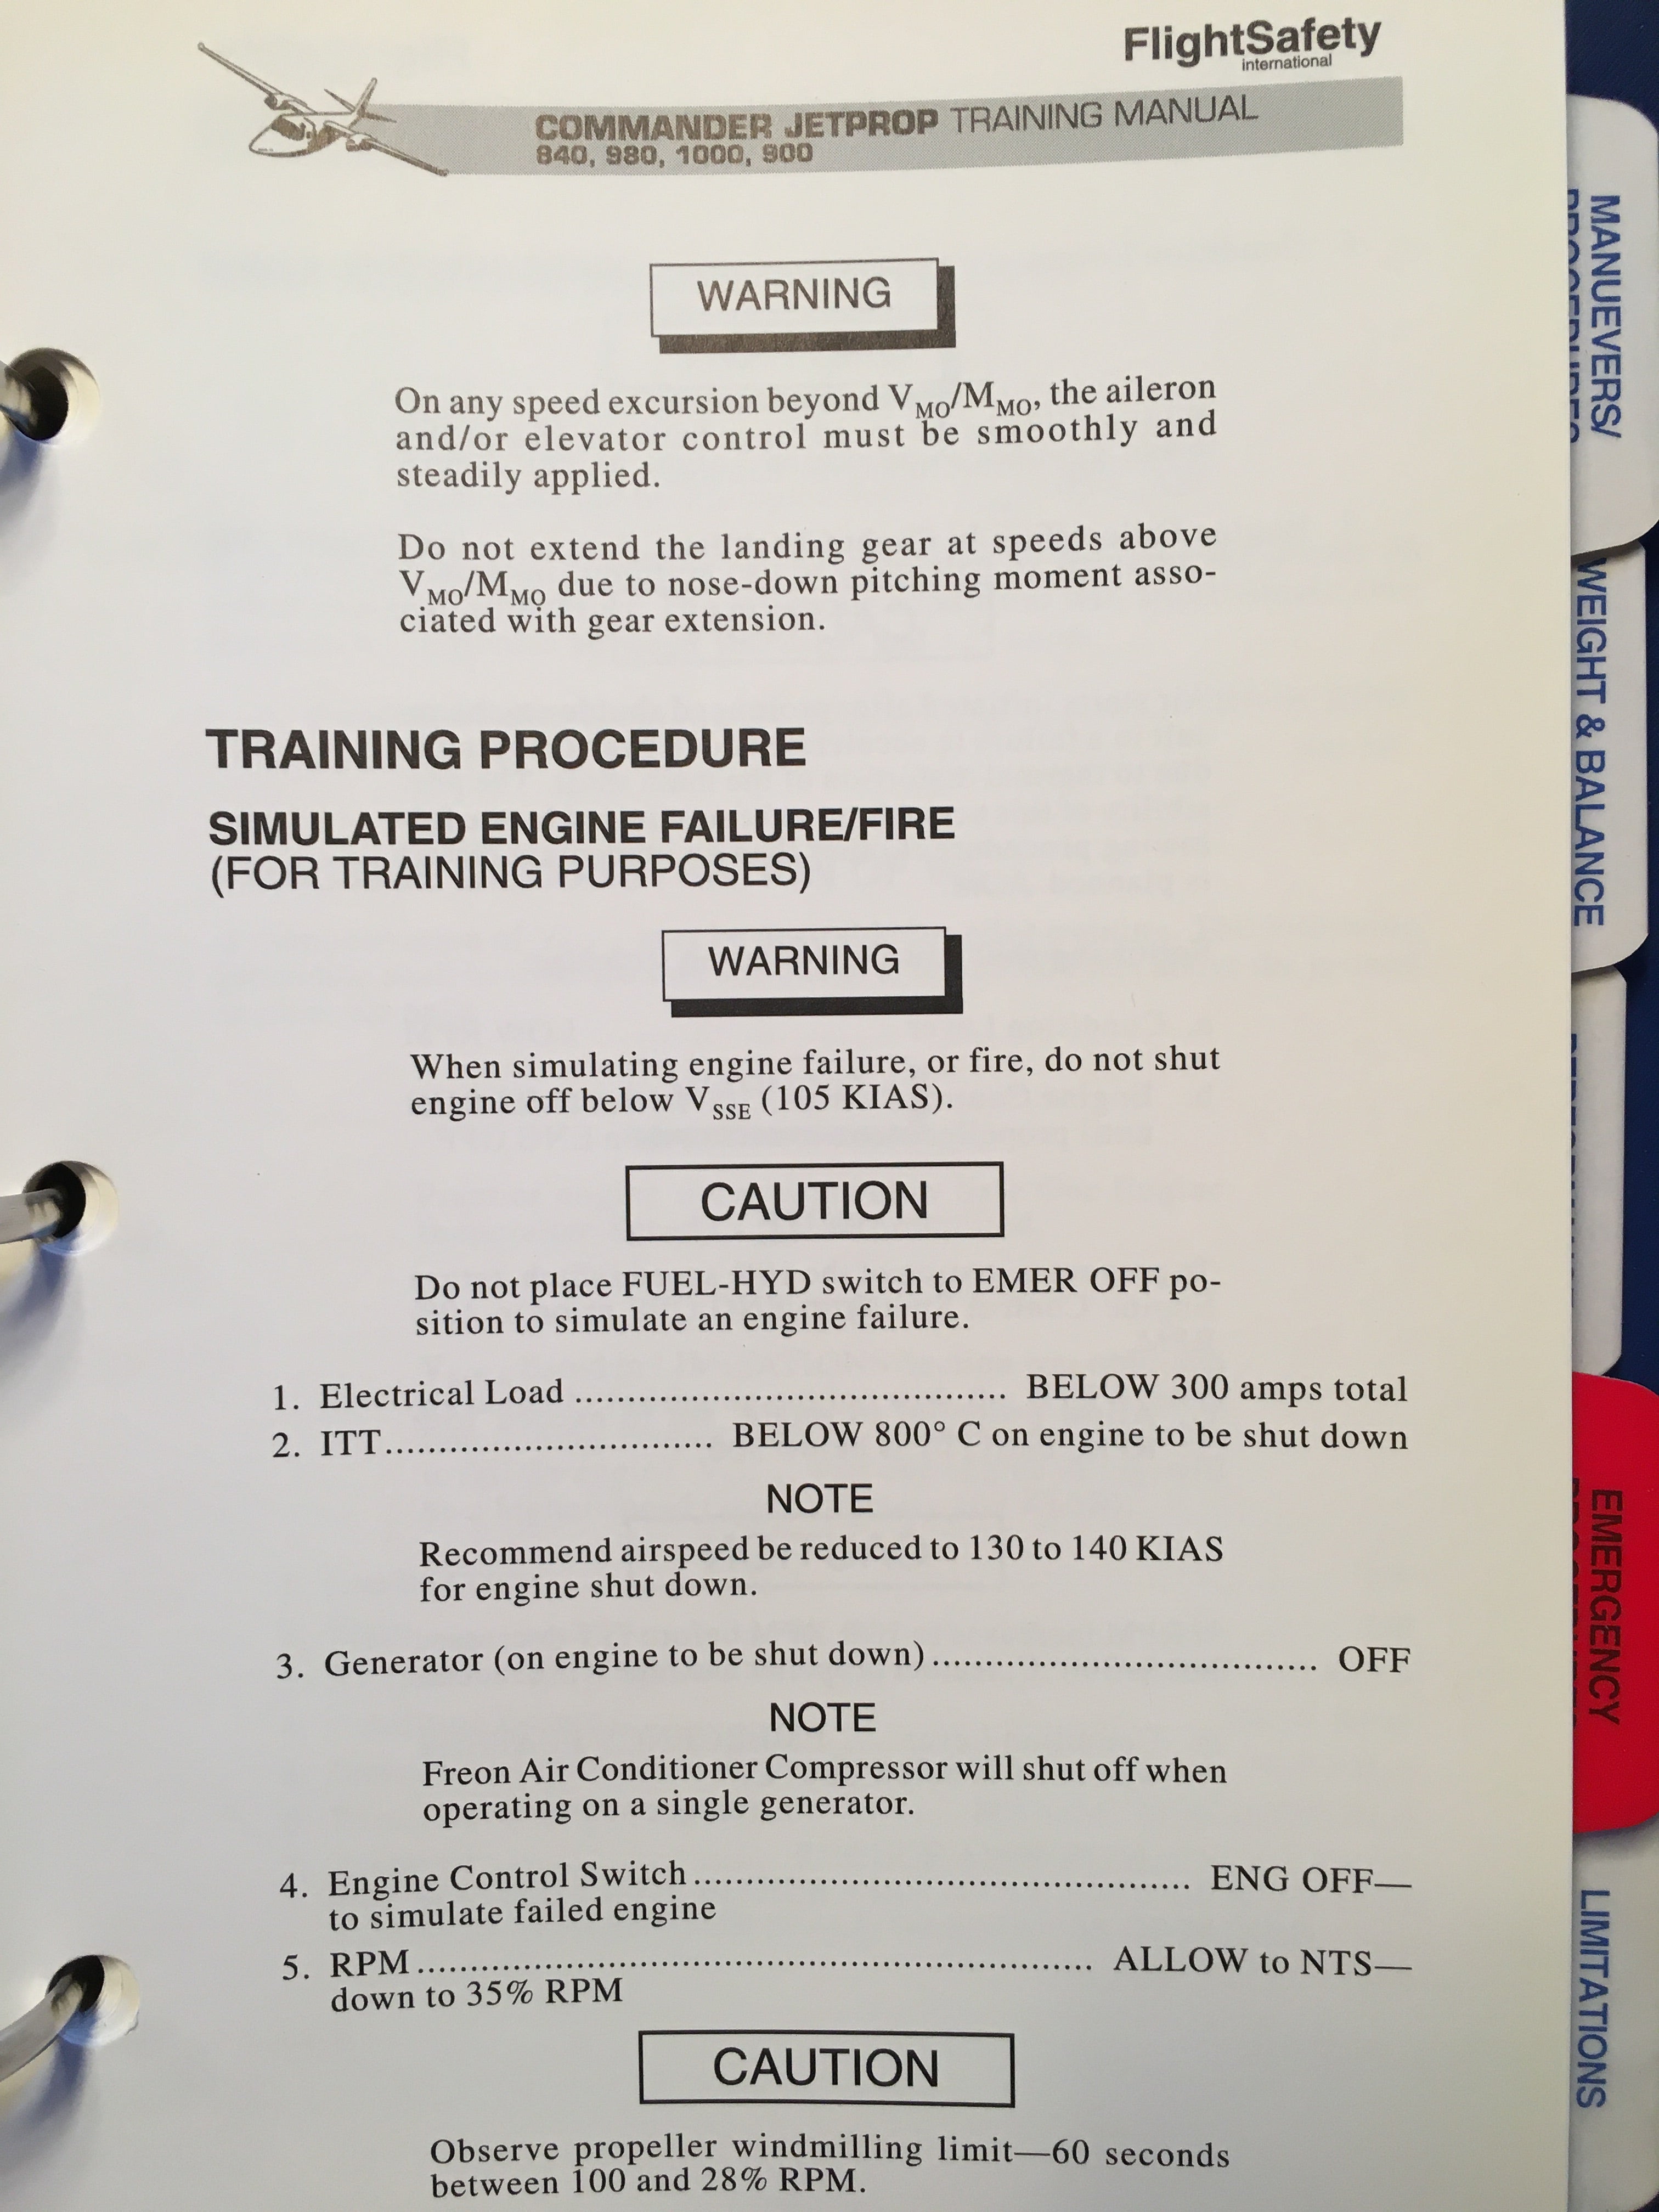 FlightSafety
international
COMMANDER JETPROP TRAINING MANUAL
840, 980, 1000, 900
WARNING
On any speed excursion beyond VMO/MMO, the aileron
and/or elevator control must be smoothly and
steadily applied.
Do not extend the landing gear at speeds above
VMO/MMO due to nose-down pitching moment asso-
ciated with gear extension.
TRAINING PROCEDURE
SIMULATED ENGINE FAILURE/FIRE
(FOR TRAINING PURPOSES)
WARNING
When simulating engine failure, or fire, do not shut
engine off below VSSE (105 KIAS).
CAUTION
Do not place FUEL-HYD switch to EMER OFF po-
sition to simulate an engine failure.
1. Electrical Load ........................................ BELOW 300 amps total
2. ITT............................... BELOW 800° C on engine to be shut down
NOTE
Recommend airspeed be reduced to 130 to 140 KIAS
for engine shut down.
3. Generator (on engine to be shut down).................................... OFF
NOTE
Freon Air Conditioner Compressor will shut off when
operating on a single generator.
4. Engine Control Switch.............................................. ENG OFF—
to simulate failed engine
5. RPM............................................................... ALLOW to NTS—
down to 35% RPM
CAUTION
Observe propeller windmilling limit—60 seconds
between 100 and 28% RPM.
MANUEVERS/
WEIGHT & BALANCE
EMERGENCY
LIMITATIONS